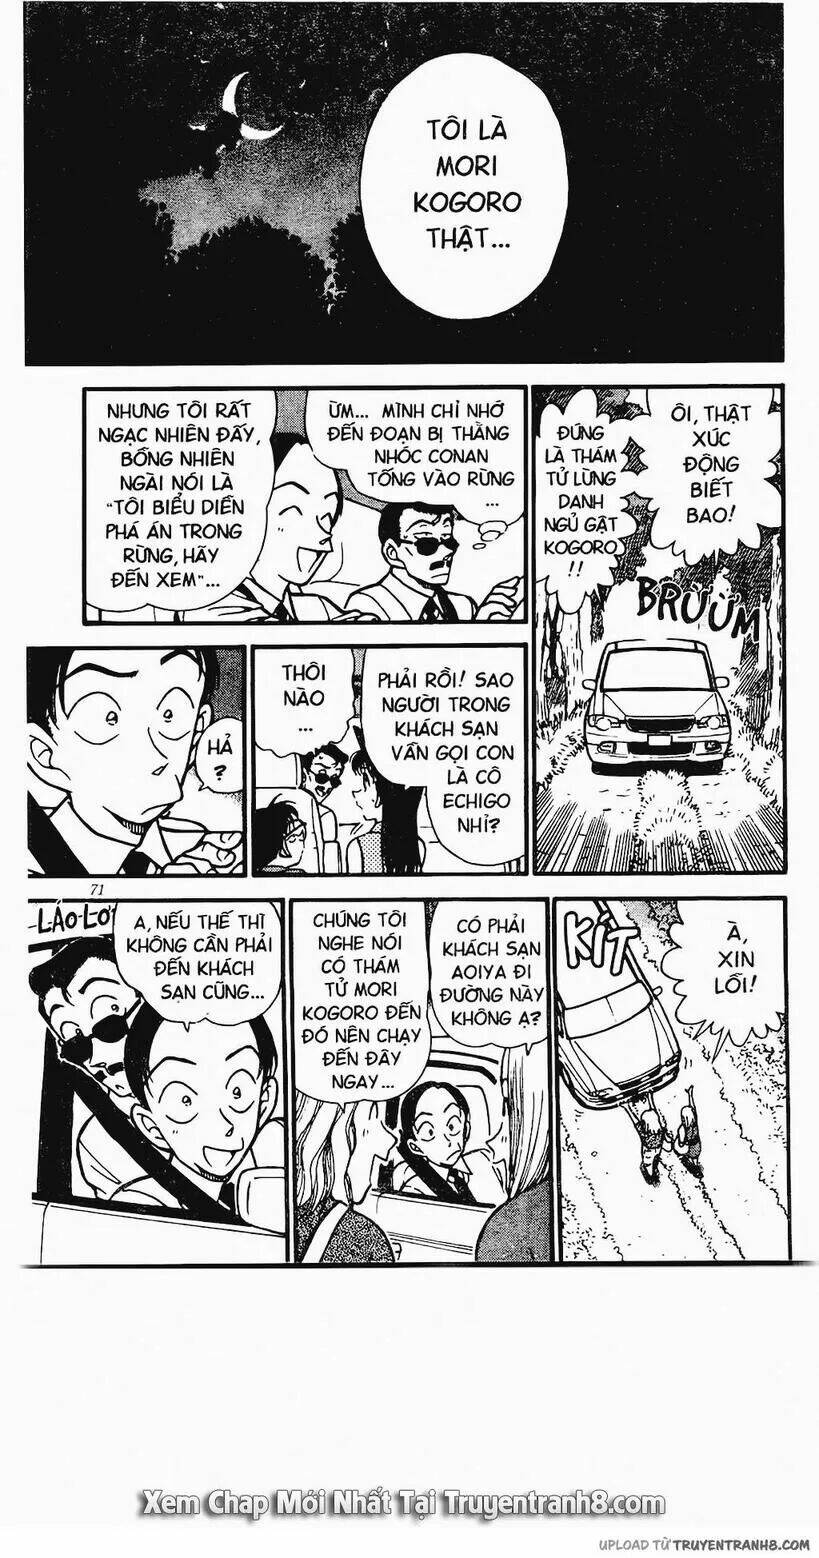 TÔI LÀ
MORI
KOGORO
THẬT...
ÔI, THẬT
XÚC
ĐỘNG
BIẾT
BAO!
ĐÚNG
LÀ THÁM
TỬ LỪNG
DANH
NGỦ GẬT
KOGORO
!!
BRỪỪM
ỪM... MÌNH CHỈ NHỚ
ĐẾN ĐOẠN BỊ THẰNG
NHÓC CONAN
TỐNG VÀO RỪNG
...
NHƯNG TÔI RẤT
NGẠC NHIÊN ĐẤY,
BỖNG NHIÊN
NGÀI NÓI LÀ
"TÔI BIỂU DIỄN
PHÁ ÁN TRONG
RỪNG, HÃY
ĐẾN XEM"...
PHẢI RỒI! SAO
NGƯỜI TRONG
KHÁCH SẠN
VẪN GỌI CON
LÀ CÔ
ECHIGO
NHỈ?
THÔI
NÀO
...
HẢ
?
71
À,
XIN
LỖI!
KÍT
CÓ PHẢI
KHÁCH SẠN
AOIYA ĐI
ĐƯỜNG NÀY
KHÔNG Ạ?
CHÚNG TÔI
NGHE NÓI
CÓ THÁM
TỬ MORI
KOGORO ĐẾN
ĐÓ NÊN CHẠY
ĐẾN ĐÂY
NGAY...
A, NẾU THẾ THÌ
KHÔNG CẦN PHẢI
ĐẾN KHÁCH
SẠN CŨNG...
LÁO LƠ
Xem Chap Mới Nhất Tại Truyentranh8.com
UPLOAD TỪ TRUYENTRANH8.COM